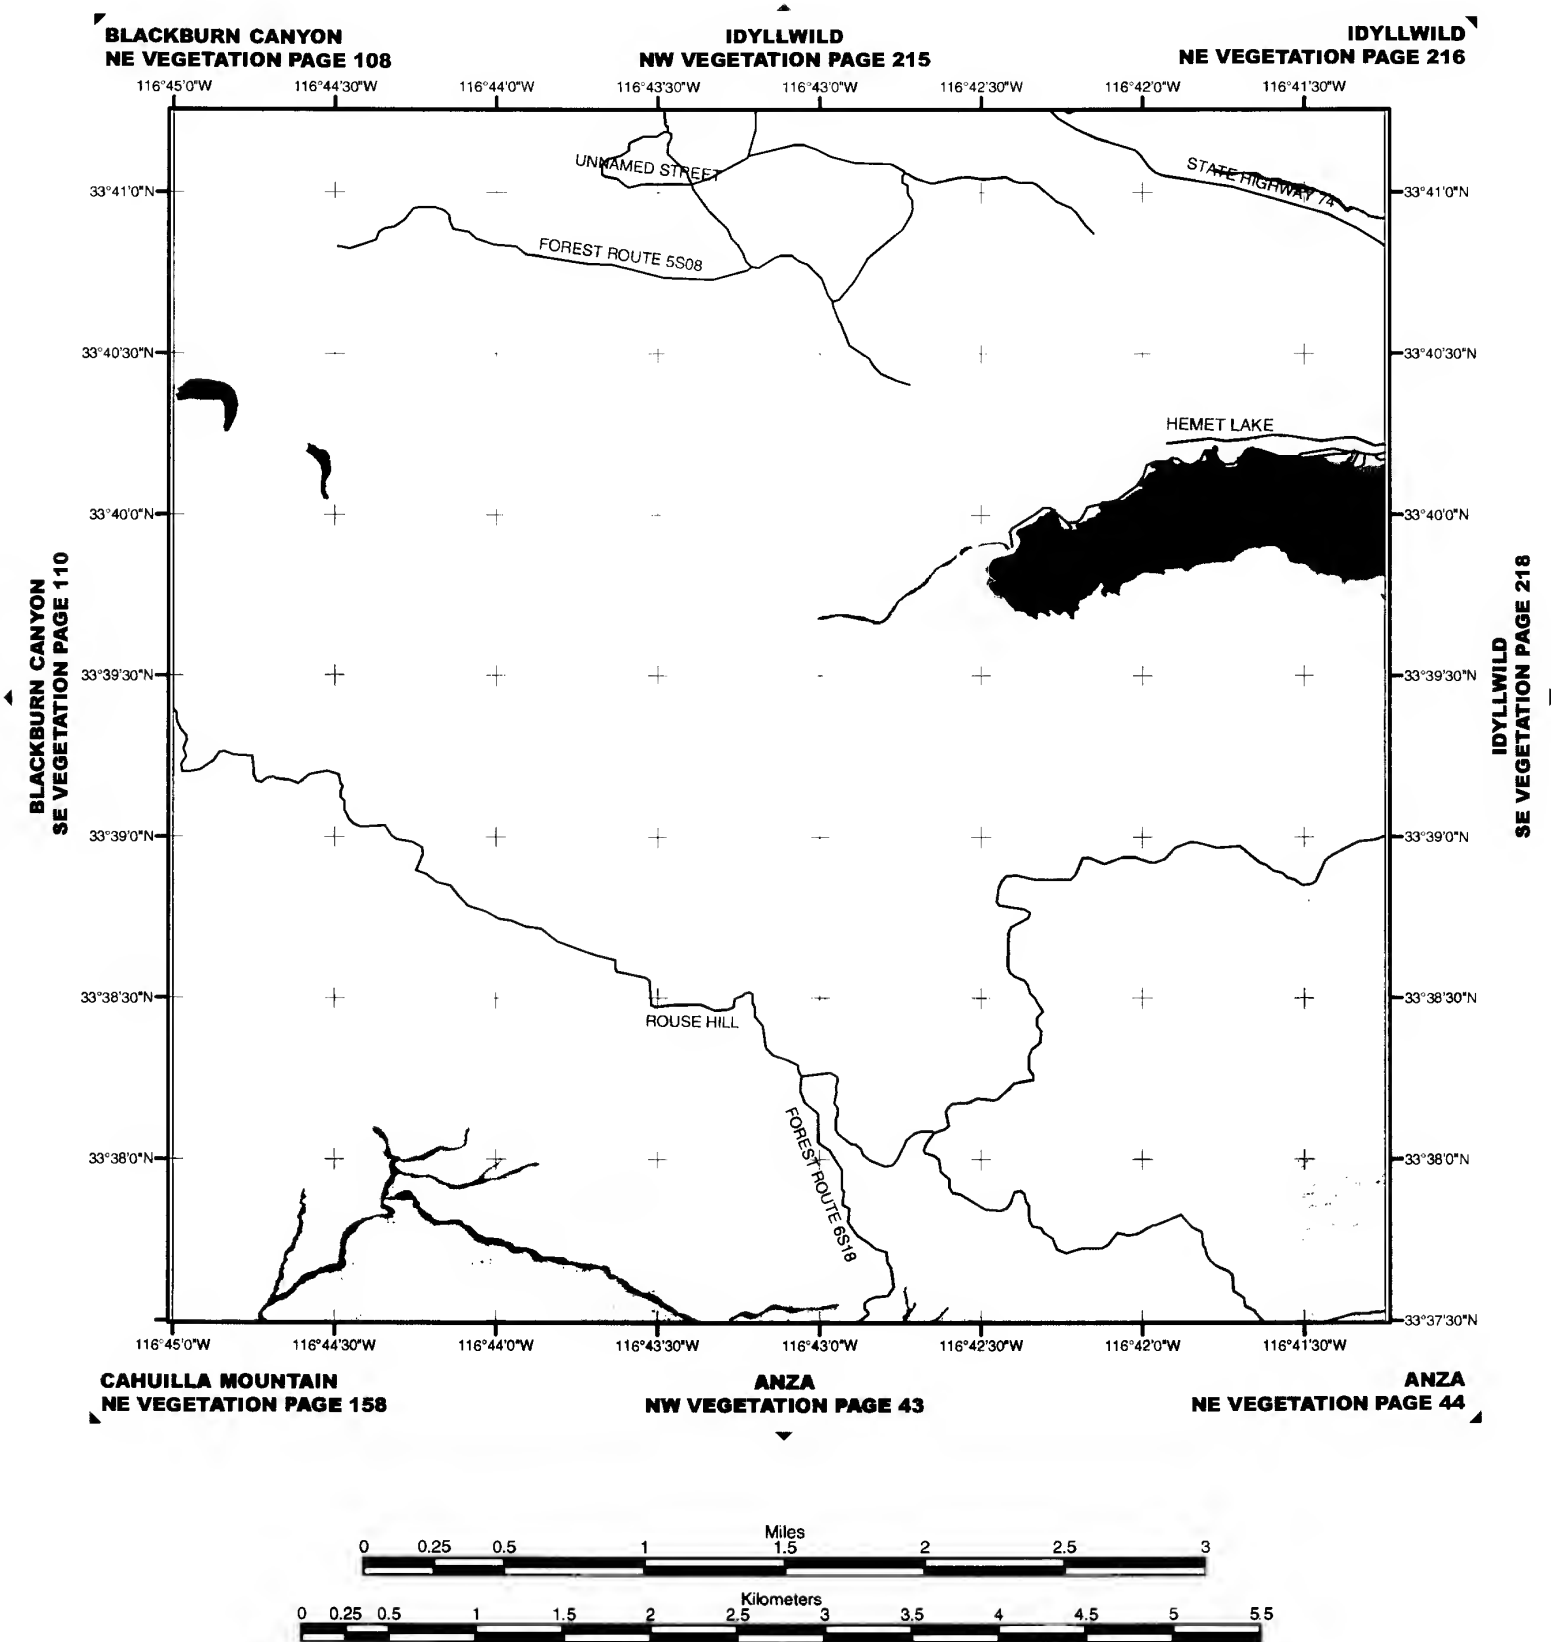 BLACKBURN CANYON
NE VEGETATION PAGE 108
IDYLLWILD
NW VEGETATION PAGE 215
IDYLLWILD
NE VEGETATION PAGE 216
116°45'0"W 116°44'30"W 116°44'0"W 116°43'30"W 116°43'0"W 116°42'30"W 116°42'0"W 116°41'30"W
UNNAMED STREET
STATE HIGHWAY 74
33°41'0"N 33°41'0"N
FOREST ROUTE 5S08
33°40'30"N 33°40'30"N
HEMET LAKE
33°40'0"N 33°40'0"N
BLACKBURN CANYON
SE VEGETATION PAGE 110
IDYLLWILD
SE VEGETATION PAGE 218
33°39'30"N 33°39'30"N
33°39'0"N 33°39'0"N
33°38'30"N 33°38'30"N
ROUSE HILL
FOREST ROUTE 6S18
33°38'0"N 33°38'0"N
33°37'30"N
116°45'0"W 116°44'30"W 116°44'0"W 116°43'30"W 116°43'0"W 116°42'30"W 116°42'0"W 116°41'30"W
CAHUILLA MOUNTAIN
NE VEGETATION PAGE 158
ANZA
NW VEGETATION PAGE 43
ANZA
NE VEGETATION PAGE 44
Miles
0 0.25 0.5 1 1.5 2 2.5 3
Kilometers
0 0.25 0.5 1 1.5 2 2.5 3 3.5 4 4.5 5 5.5